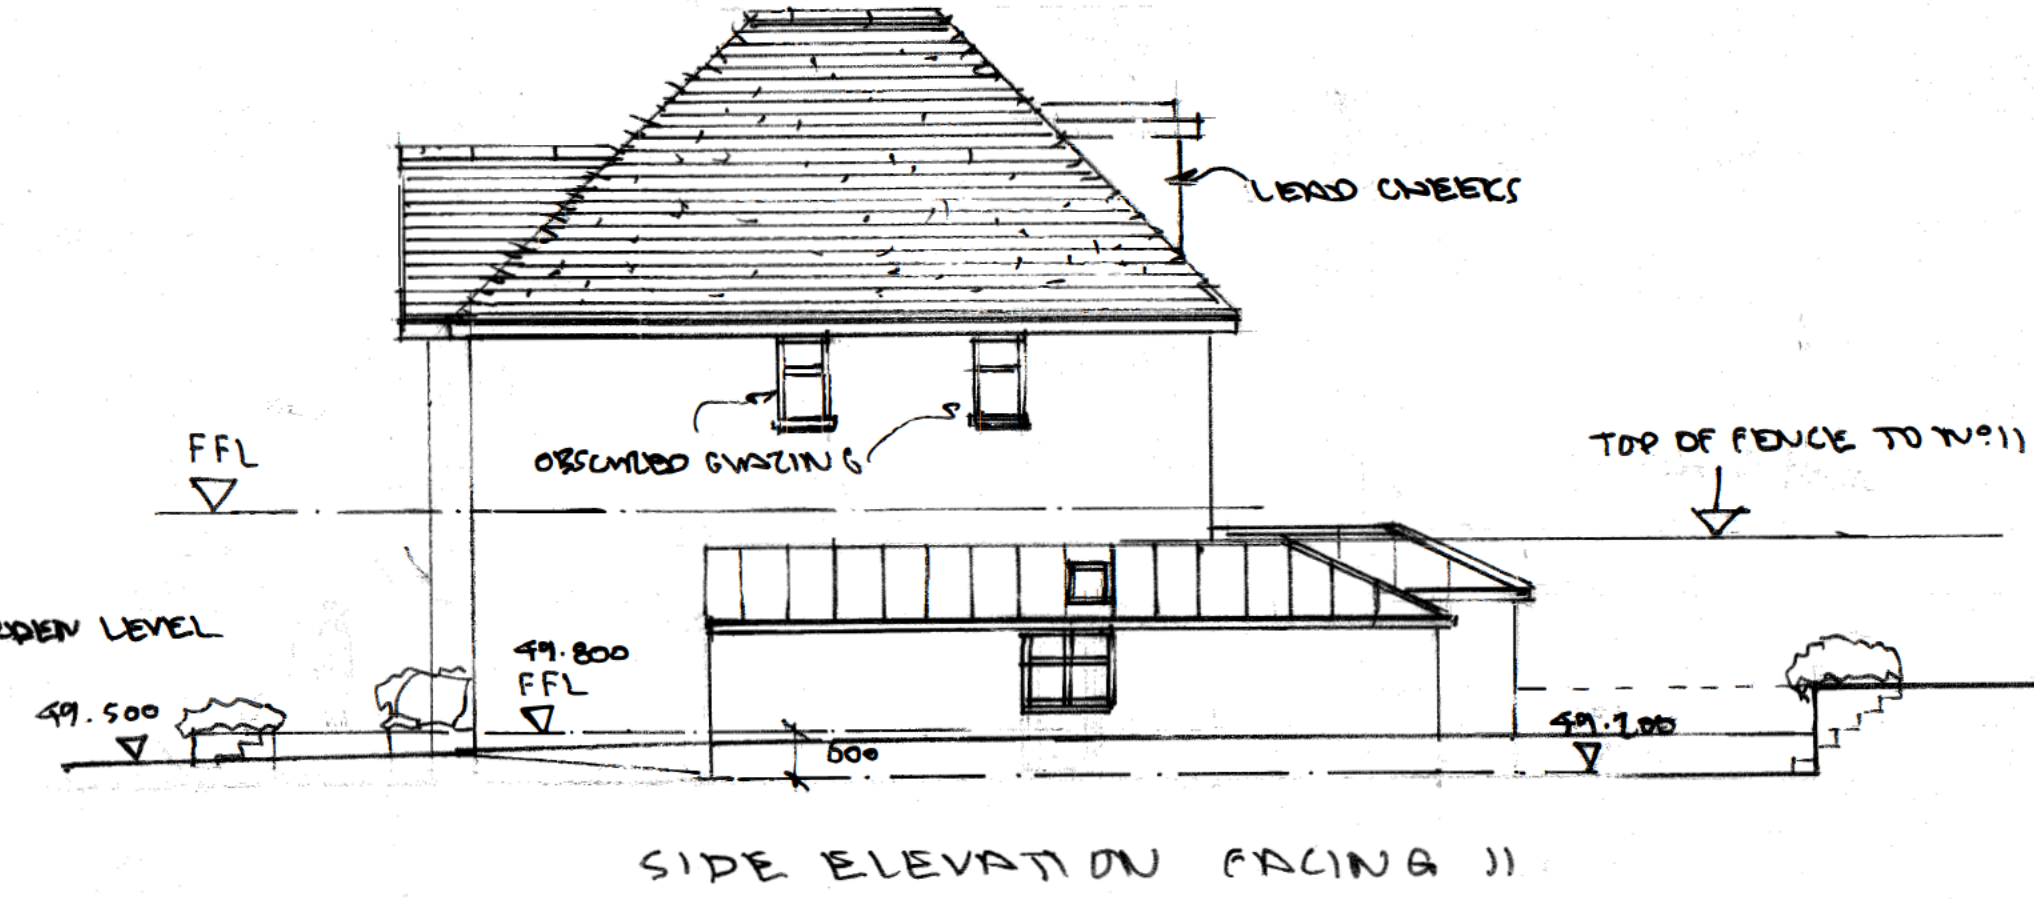 LEAD CHEEKS
FFL
OBSCURED GLAZING
TOP OF FENCE TO No 11
LEVEL
49.800
FFL
49.500
600
49.200
SIDE ELEVATION FACING 11